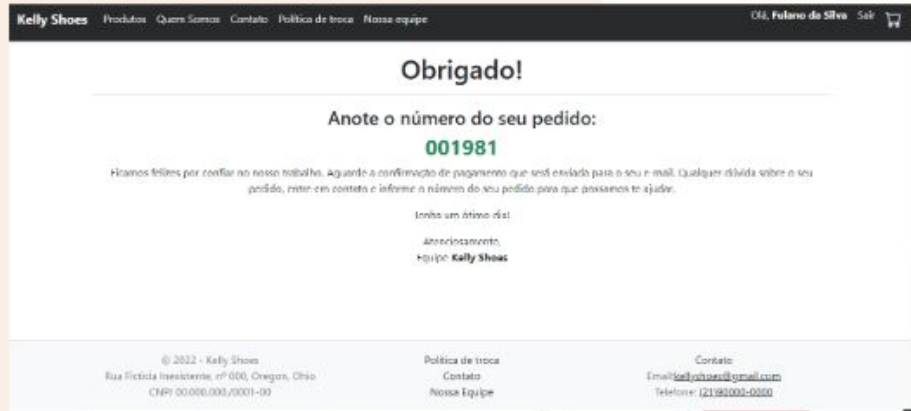 Kelly Shoes Produtos Quem Somos Contato Política de troca Nossa equipe Olá, Fulano da Silva Sair
Obrigado!
Anote o número do seu pedido:
001981
Ficamos felizes por confiar no nosso trabalho. Aguarde a confirmação de pagamento que será enviada para o seu e-mail. Qualquer dúvida sobre o seu
pedido, entre em contato e informe o número do seu pedido para que possamos te ajudar.
Tenha um ótimo dia!
Atenciosamente,
Equipe Kelly Shoes
© 2022 - Kelly Shoes Política de troca Contato
Rua Fictícia Inexistente, nº 000, Oregon, Ohio Contato Email:kellyshoes@gmail.com
CNPJ 00.000.000/0001-00 Nossa Equipe Telefone: (21)90000-0000